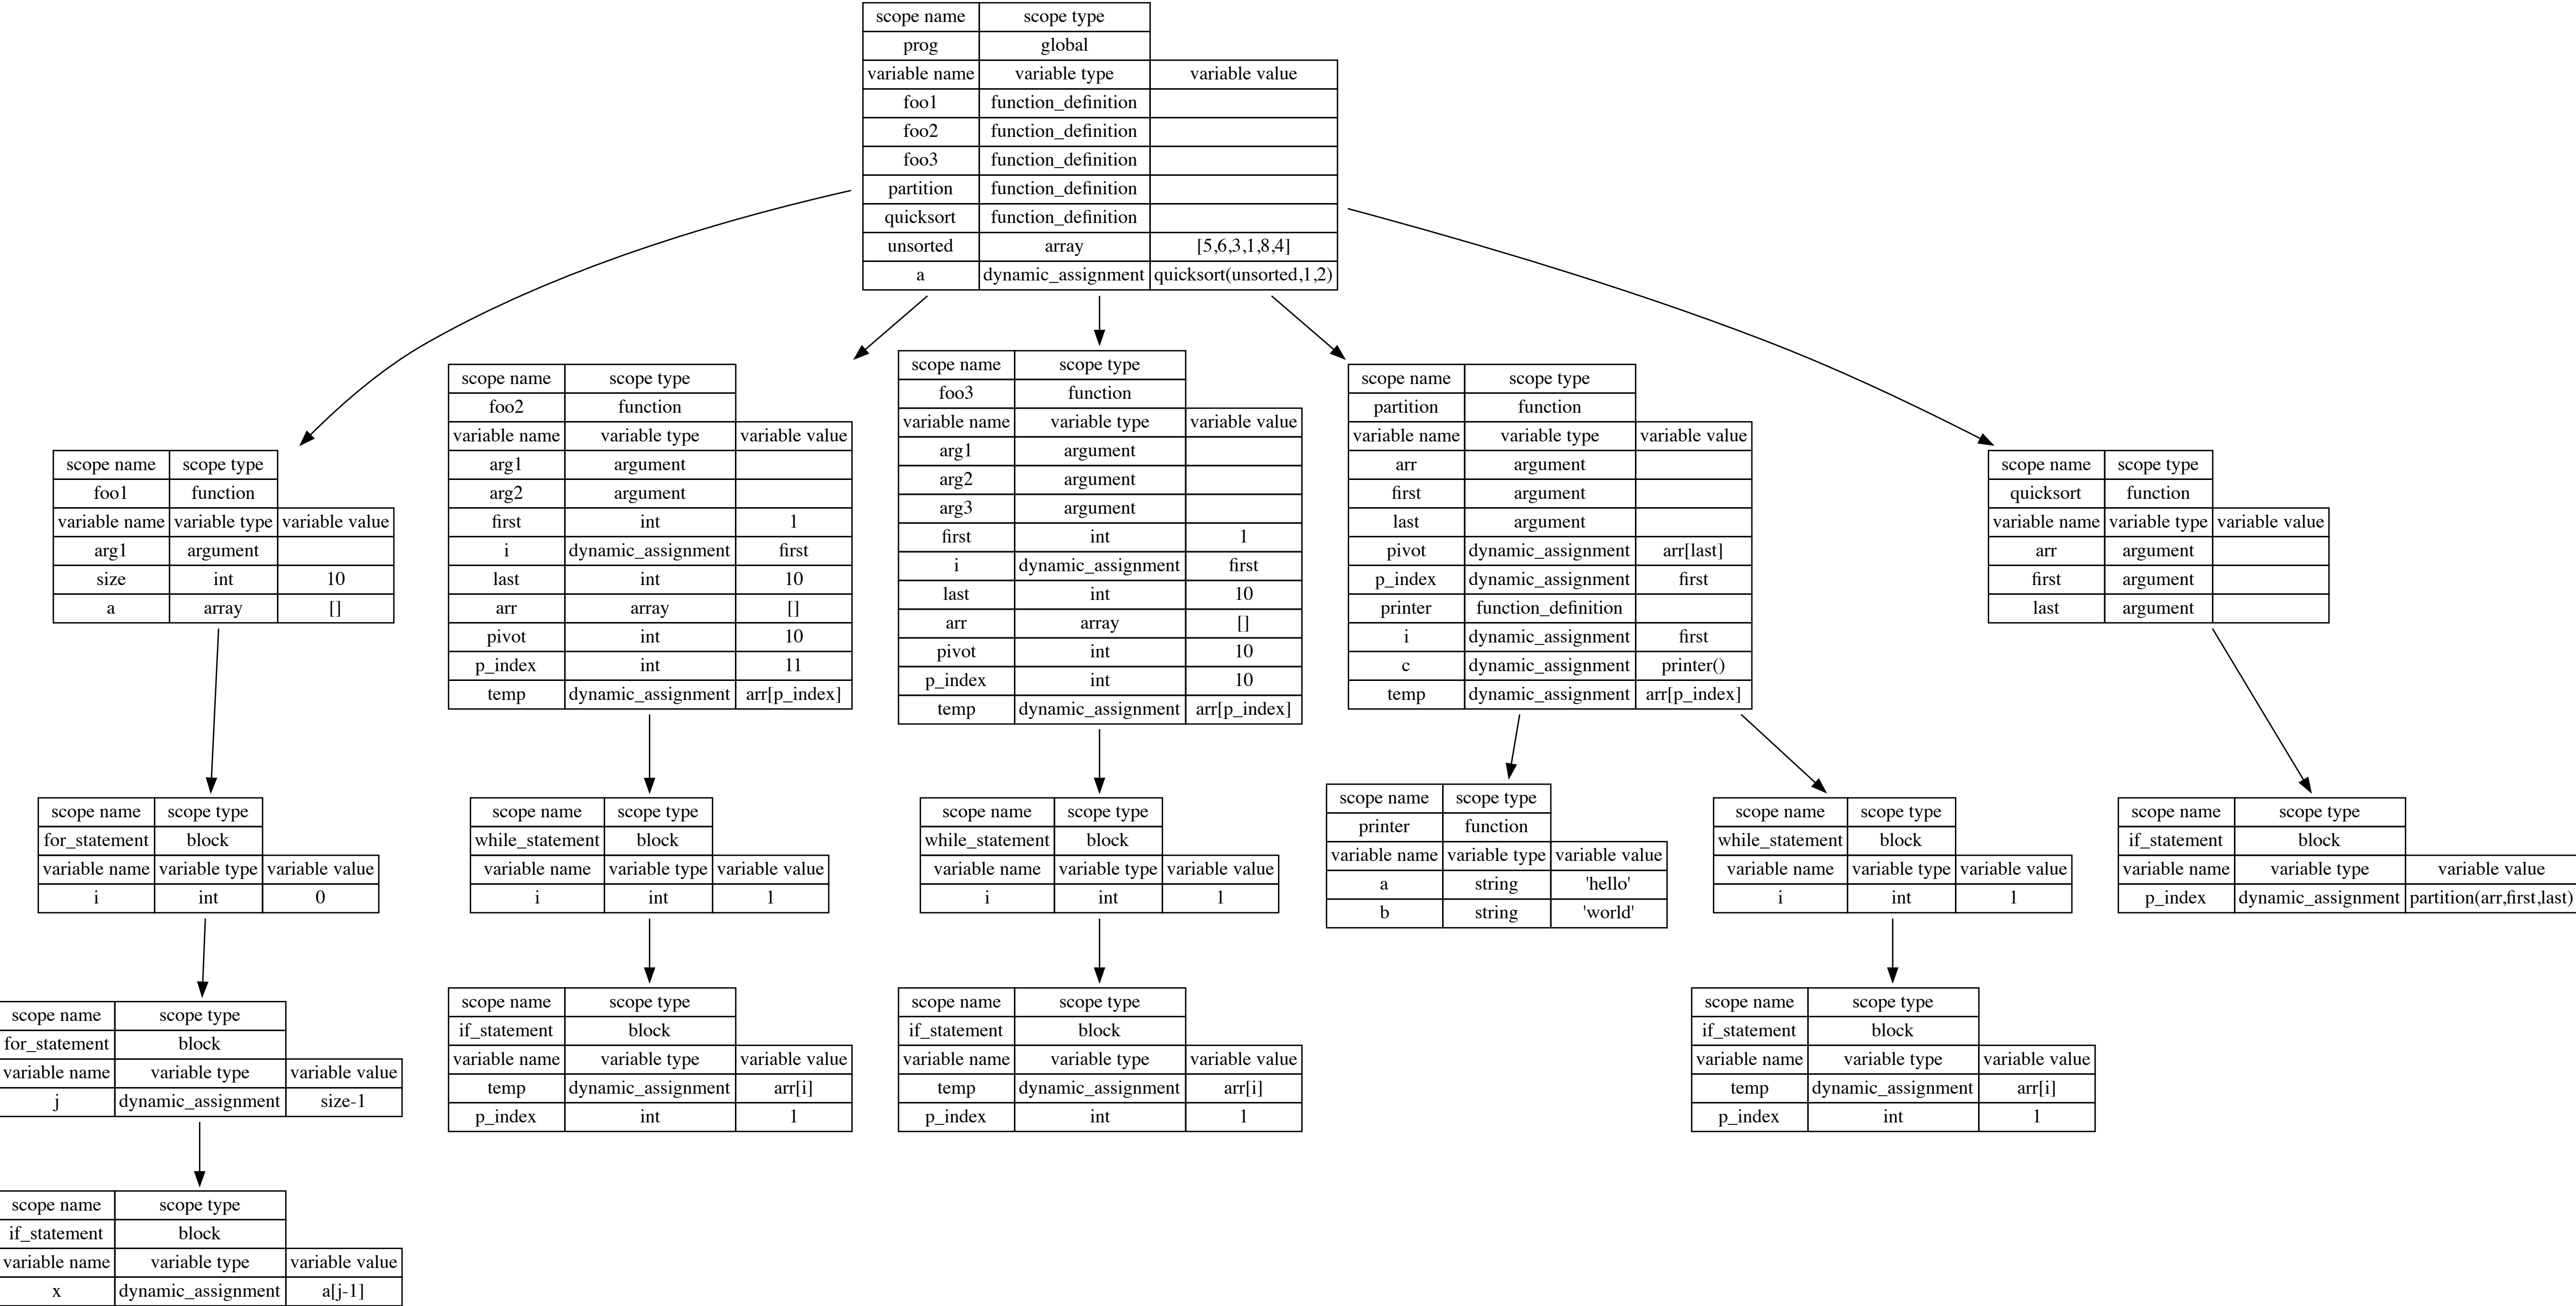 scope name scope type
prog global
variable name variable type variable value
foo1 function_definition
foo2 function_definition
foo3 function_definition
partition function_definition
quicksort function_definition
unsorted array [5,6,3,1,8,4]
a dynamic_assignment quicksort(unsorted,1,2)
scope name scope type
foo1 function
variable name variable type variable value
arg1 argument
size int 10
a array []
scope name scope type
foo2 function
variable name variable type variable value
arg1 argument
arg2 argument
first int 1
i dynamic_assignment first
last int 10
arr array []
pivot int 10
p_index int 11
temp dynamic_assignment arr[p_index]
scope name scope type
foo3 function
variable name variable type variable value
arg1 argument
arg2 argument
arg3 argument
first int 1
i dynamic_assignment first
last int 10
arr array []
pivot int 10
p_index int 10
temp dynamic_assignment arr[p_index]
scope name scope type
partition function
variable name variable type variable value
arr argument
first argument
last argument
pivot dynamic_assignment arr[last]
p_index dynamic_assignment first
printer function_definition
i dynamic_assignment first
c dynamic_assignment printer()
temp dynamic_assignment arr[p_index]
scope name scope type
quicksort function
variable name variable type variable value
arr argument
first argument
last argument
scope name scope type
for_statement block
variable name variable type variable value
i int 0
scope name scope type
while_statement block
variable name variable type variable value
i int 1
scope name scope type
while_statement block
variable name variable type variable value
i int 1
scope name scope type
printer function
variable name variable type variable value
a string 'hello'
b string 'world'
scope name scope type
while_statement block
variable name variable type variable value
i int 1
scope name scope type
if_statement block
variable name variable type variable value
p_index dynamic_assignment partition(arr,first,last)
scope name scope type
for_statement block
variable name variable type variable value
j dynamic_assignment size-1
scope name scope type
if_statement block
variable name variable type variable value
temp dynamic_assignment arr[i]
p_index int 1
scope name scope type
if_statement block
variable name variable type variable value
temp dynamic_assignment arr[i]
p_index int 1
scope name scope type
if_statement block
variable name variable type variable value
temp dynamic_assignment arr[i]
p_index int 1
scope name scope type
if_statement block
variable name variable type variable value
x dynamic_assignment a[j-1]